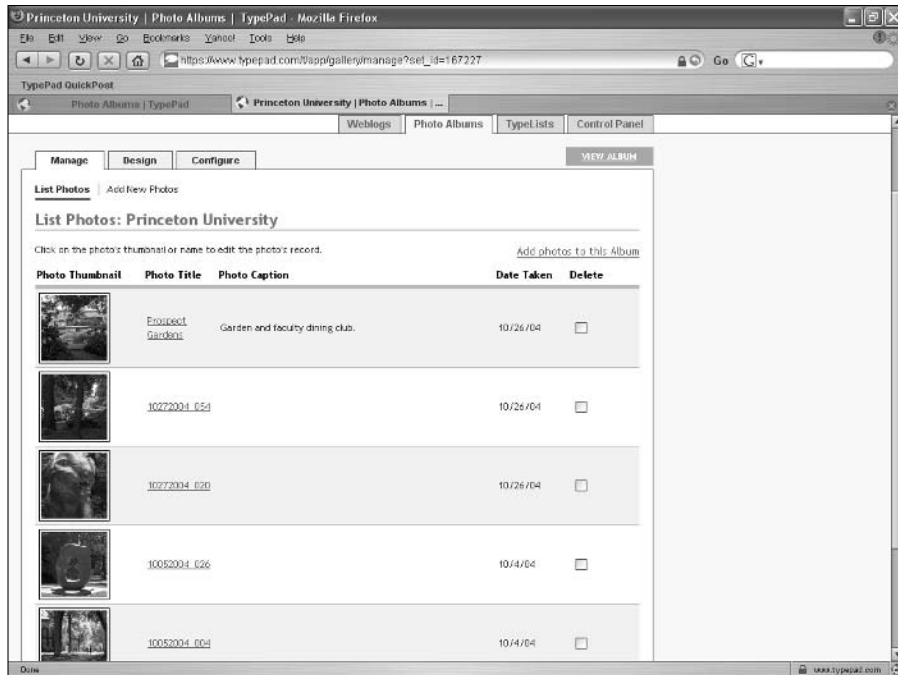 Princeton University | Photo Albums | TypePad - Mozilla Firefox
File Edit View Go Bookmarks Yahoo! Tools Help
https://www.typepad.com/t/app/gallery/manage?set_id=167227 Go
TypePad QuickPost
Photo Albums | TypePad Princeton University | Photo Albums | ...
Weblogs Photo Albums TypeLists Control Panel
Manage Design Configure VIEW ALBUM
List Photos Add New Photos
List Photos: Princeton University
Click on the photo's thumbnail or name to edit the photo's record. Add photos to this Album
Photo Thumbnail Photo Title Photo Caption Date Taken Delete
Prospect
Gardens Garden and faculty dining club. 10/26/04
10272004_054 10/26/04
10272004_020 10/26/04
10052004_026 10/4/04
10052004_004 10/4/04
Done www.typepad.com